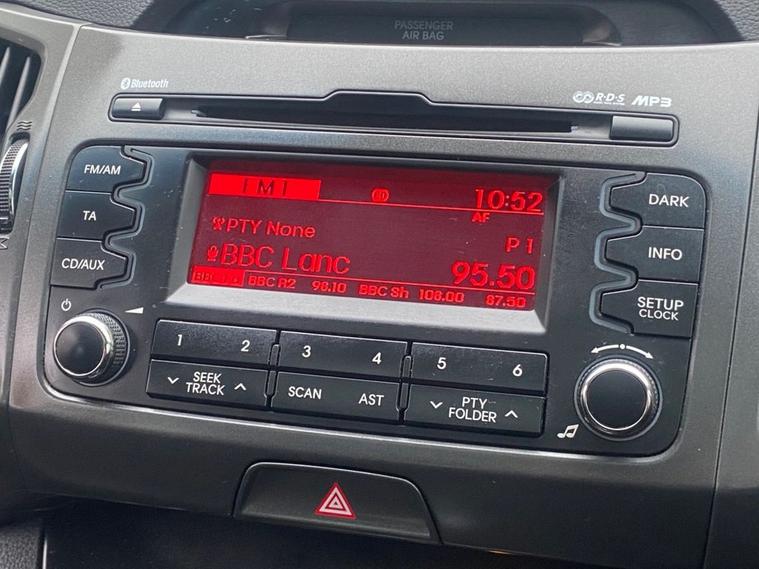 PASSENGER
AIR BAG
Bluetooth
R·D·S MP3
FM/AM
TA
CD/AUX
FM1 10:52
AF
PTY None P1
BBC Lanc 95.50
BBC R2 98.10 BBC Sh 108.00 87.50
DARK
INFO
SETUP
CLOCK
1 2 3 4 5 6
SEEK
TRACK
SCAN AST
PTY
FOLDER